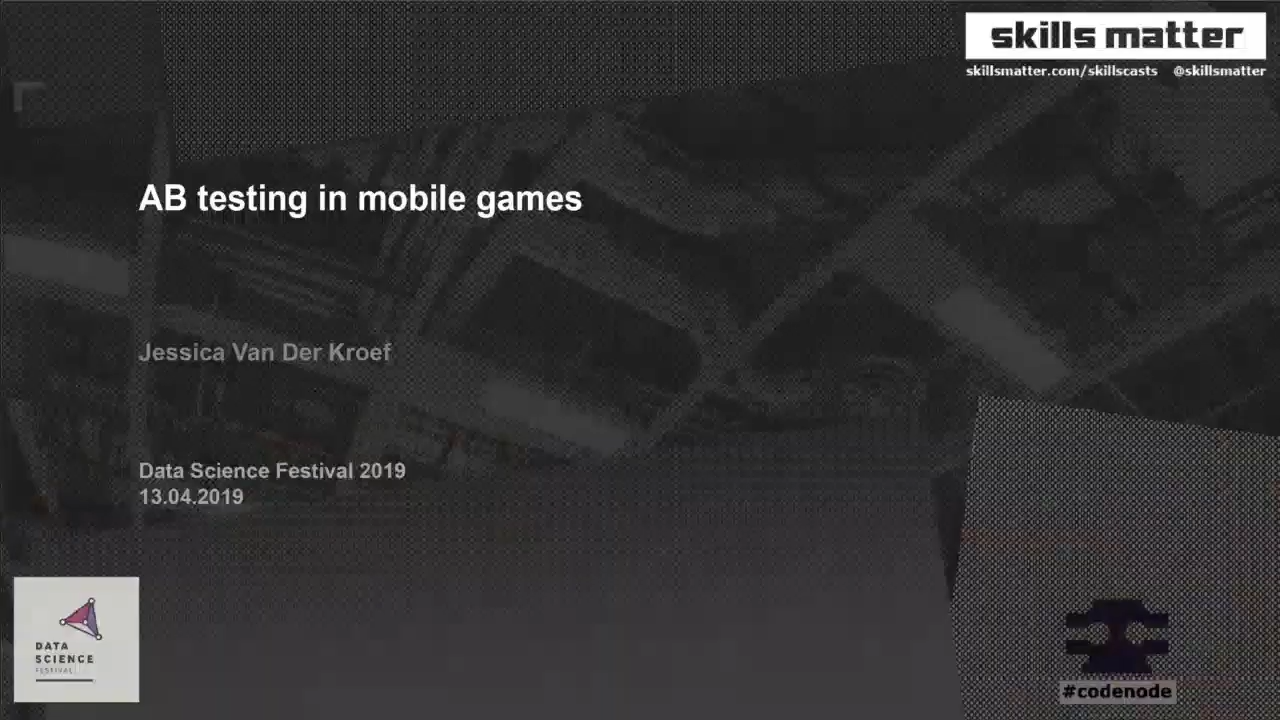 skills matter
skillsmatter.com/skillscasts @skillsmatter
AB testing in mobile games
Jessica Van Der Kroef
Data Science Festival 2019
13.04.2019
DATA
SCIENCE
FESTIVAL
#codenode